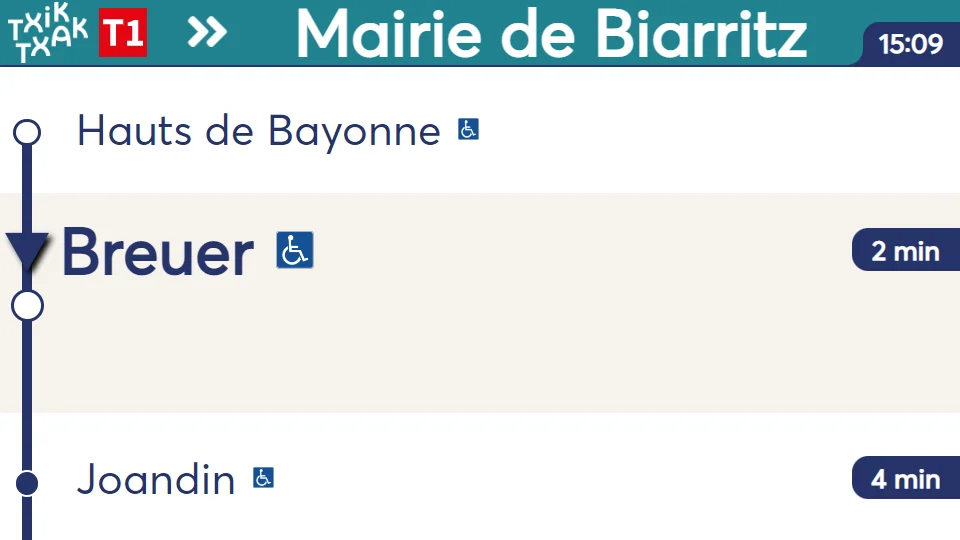 TXIK TXAK T1 >> Mairie de Biarritz 15:09
Hauts de Bayonne
Breuer 2 min
Joandin 4 min